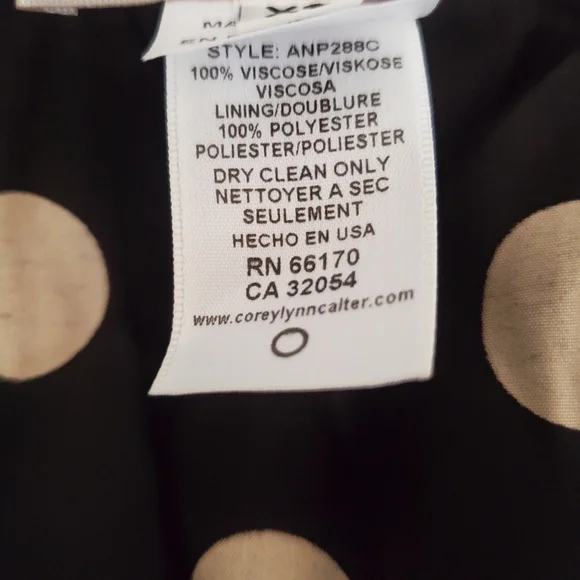 STYLE: ANP288C
100% VISCOSE/VISKOSE
VISCOSA
LINING/DOUBLURE
100% POLYESTER
POLIESTER/POLIESTER
DRY CLEAN ONLY
NETTOYER A SEC
SEULEMENT
HECHO EN USA
RN 66170
CA 32054
www.coreylynncalter.com